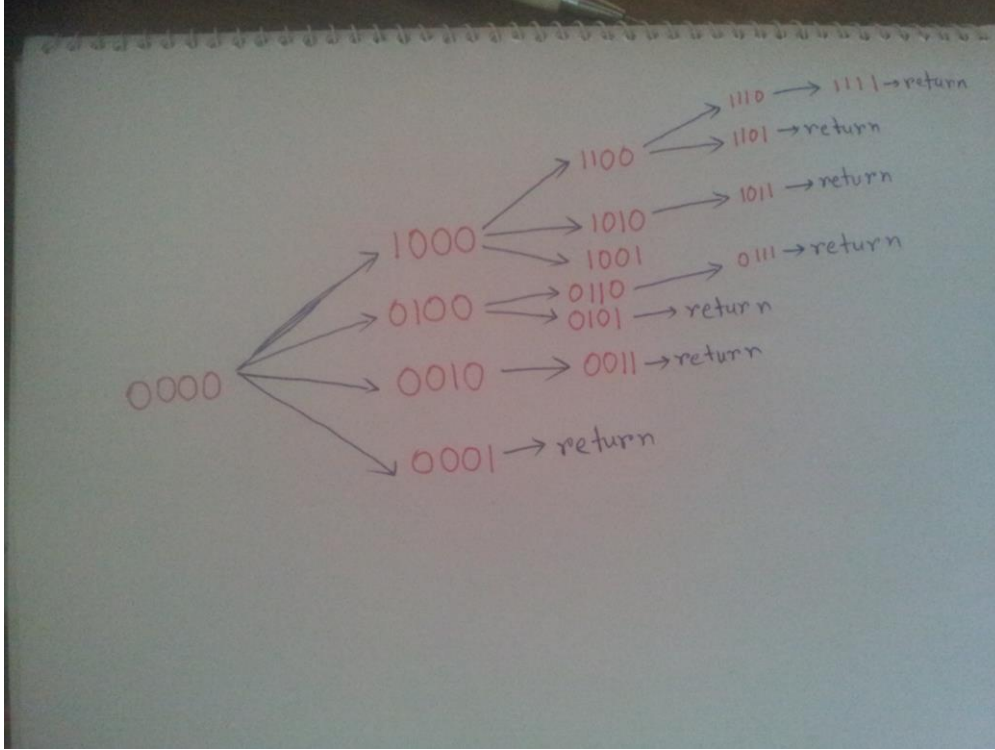 1110 → 1111 → return
1100 → 1101 → return
1010 → 1011 → return
1000 → 1001
0110 → 0111 → return
0100 → 0101 → return
0000 → 0010 → 0011 → return
0001 → return